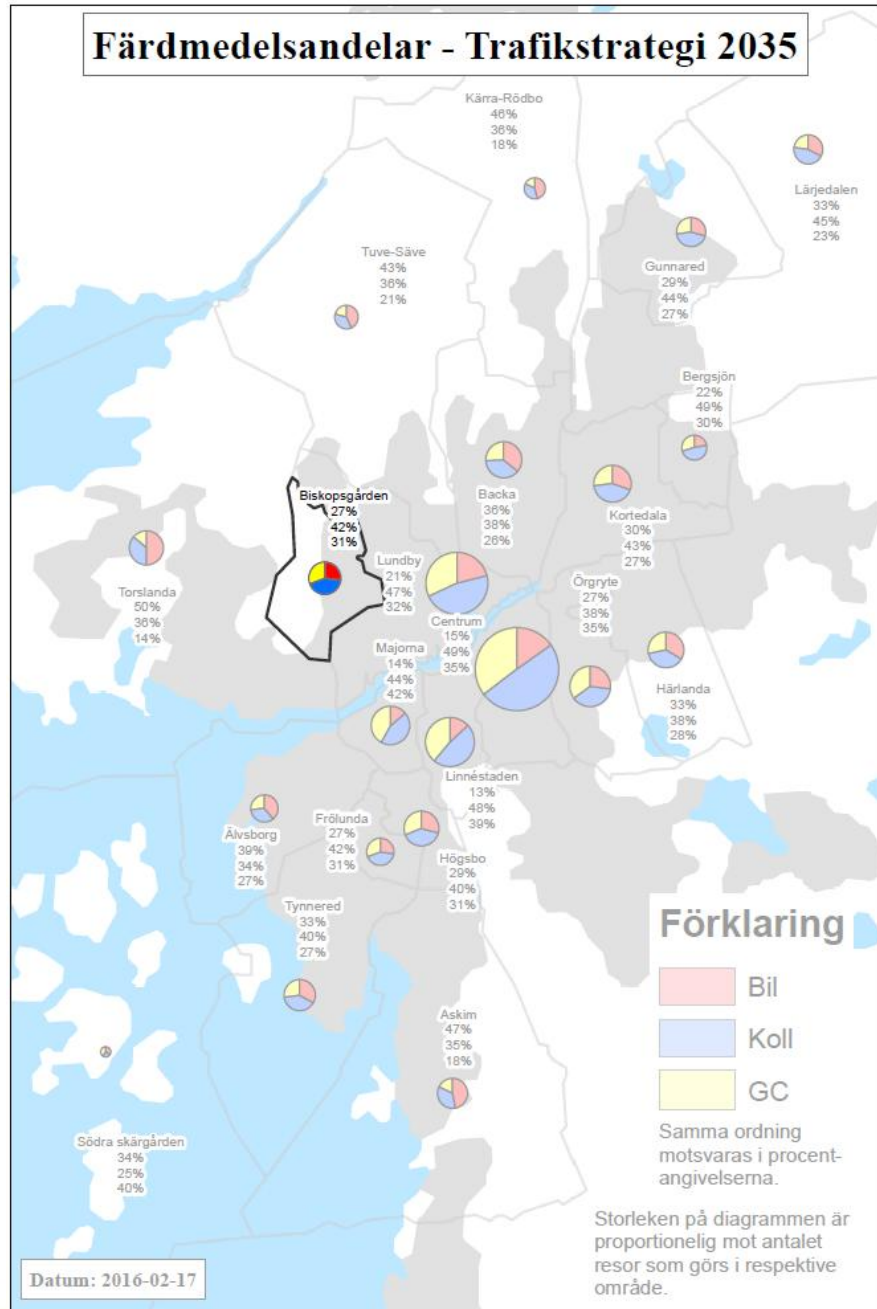 Färdmedelsandelar - Trafikstrategi 2035
Kärra-Rödbo
46%
36%
18%
Lärjedalen
33%
45%
23%
Tuve-Säve
43%
36%
21%
Gunnared
29%
44%
27%
Bergsjön
22%
49%
30%
Biskopsgården
27%
42%
31%
Backa
36%
38%
26%
Kortedala
30%
43%
27%
Torslanda
50%
36%
14%
Lundby
21%
47%
32%
Örgryte
27%
38%
35%
Centrum
15%
49%
35%
Majorna
14%
44%
42%
Härlanda
33%
38%
28%
Linnéstaden
13%
48%
39%
Älvsborg
39%
34%
27%
Frölunda
27%
42%
31%
Högsbo
29%
40%
31%
Tynnered
33%
40%
27%
Askim
47%
35%
18%
Södra skärgården
34%
25%
40%
Förklaring
Bil
Koll
GC
Samma ordning
motsvaras i procent-
angivelserna.
Storleken på diagrammen är
proportionelig mot antalet
resor som görs i respektive
område.
Datum: 2016-02-17